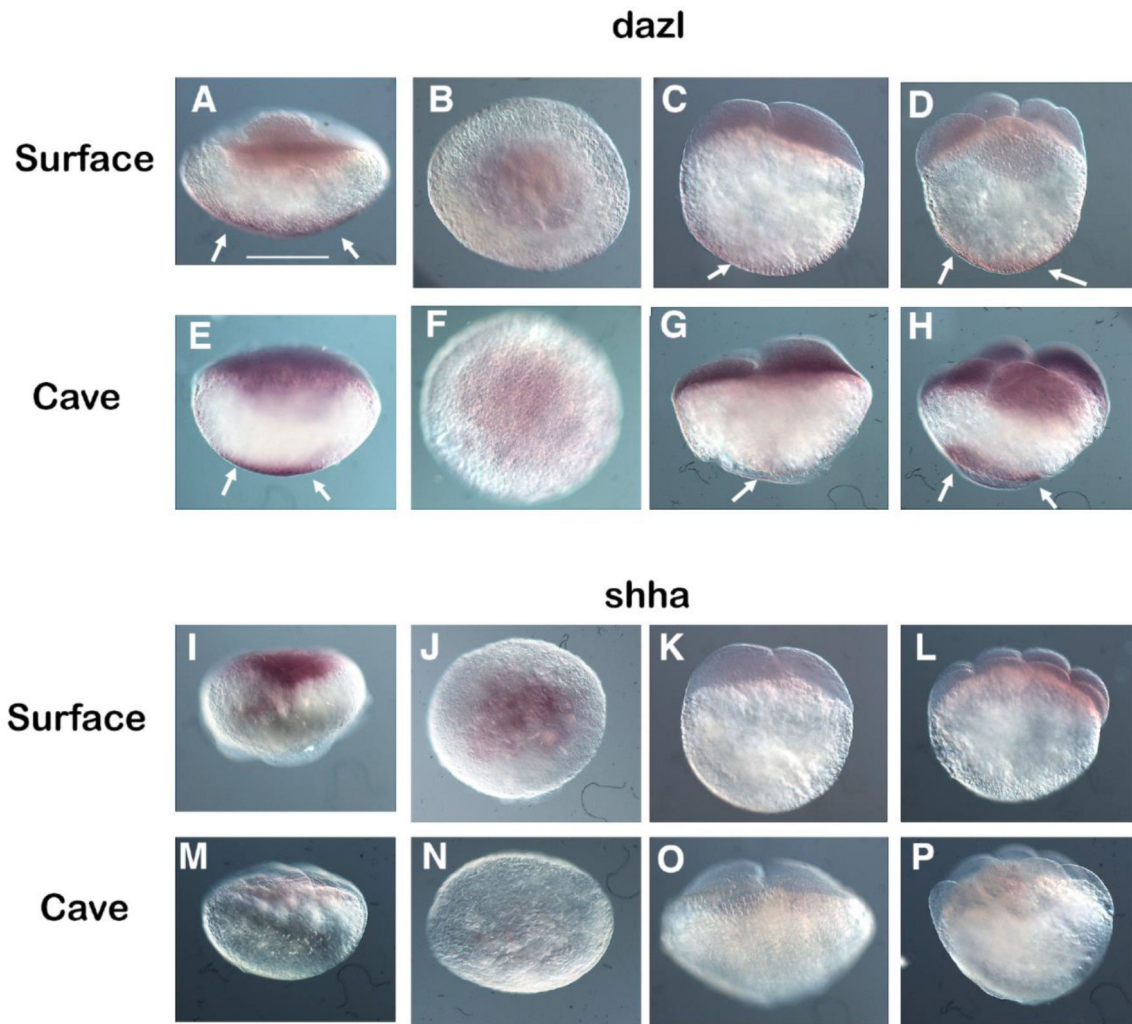 dazl
A B C D
Surface
E F G H
Cave
shha
I J K L
Surface
M N O P
Cave